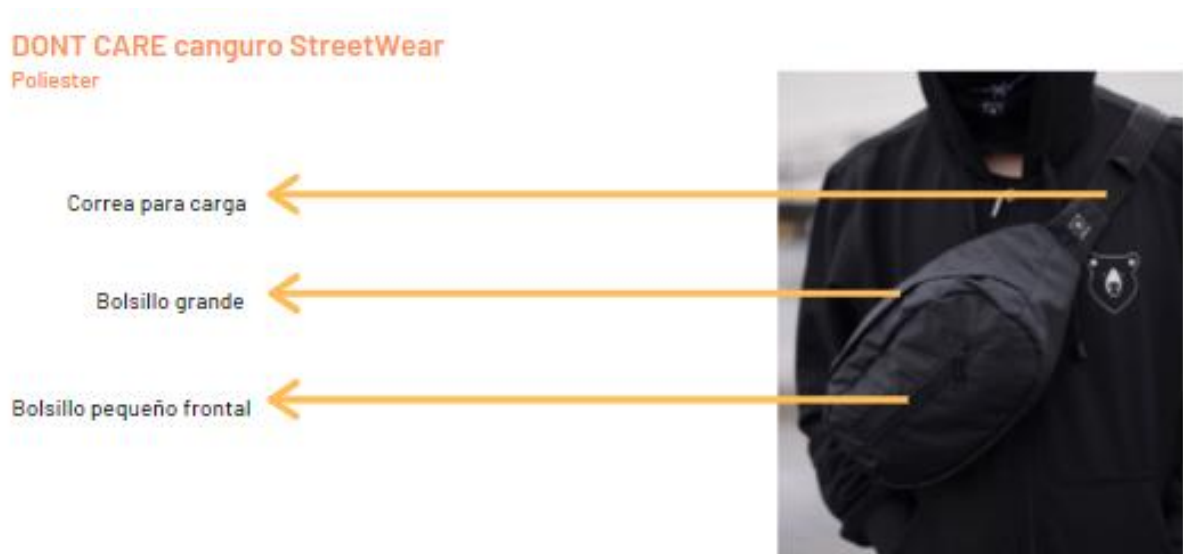 DONT CARE canguro StreetWear
Poliester
Correa para carga
Bolsillo grande
Bolsillo pequeño frontal